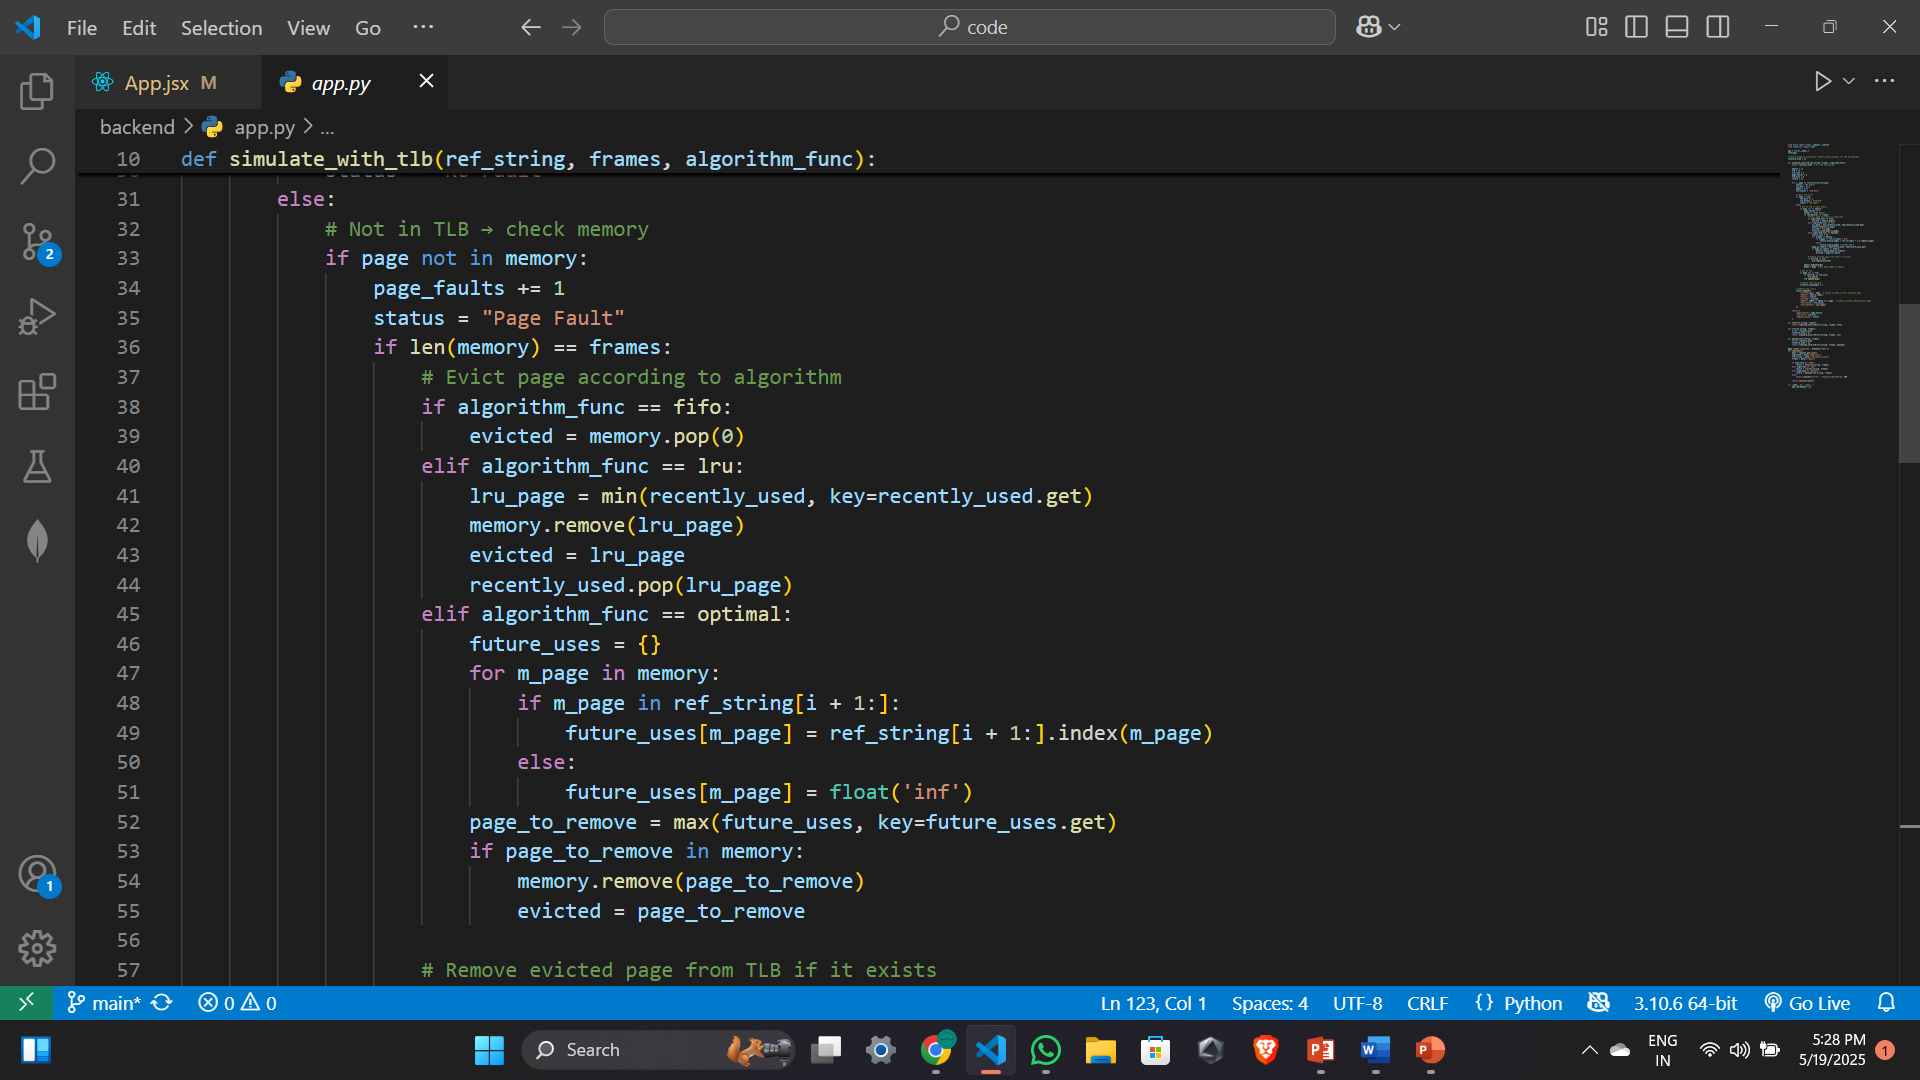 File Edit Selection View Go ··· code
App.jsx M app.py
backend > app.py > ...
10 def simulate_with_tlb(ref_string, frames, algorithm_func):
31 else:
32 # Not in TLB → check memory
33 if page not in memory:
34 page_faults += 1
35 status = "Page Fault"
36 if len(memory) == frames:
37 # Evict page according to algorithm
38 if algorithm_func == fifo:
39 evicted = memory.pop(0)
40 elif algorithm_func == lru:
41 lru_page = min(recently_used, key=recently_used.get)
42 memory.remove(lru_page)
43 evicted = lru_page
44 recently_used.pop(lru_page)
45 elif algorithm_func == optimal:
46 future_uses = {}
47 for m_page in memory:
48 if m_page in ref_string[i + 1:]:
49 future_uses[m_page] = ref_string[i + 1:].index(m_page)
50 else:
51 future_uses[m_page] = float('inf')
52 page_to_remove = max(future_uses, key=future_uses.get)
53 if page_to_remove in memory:
54 memory.remove(page_to_remove)
55 evicted = page_to_remove
56
57 # Remove evicted page from TLB if it exists
2
1
main* 0 0 Ln 123, Col 1 Spaces: 4 UTF-8 CRLF {} Python 3.10.6 64-bit Go Live
Search ENG IN 5:28 PM 5/19/2025 1